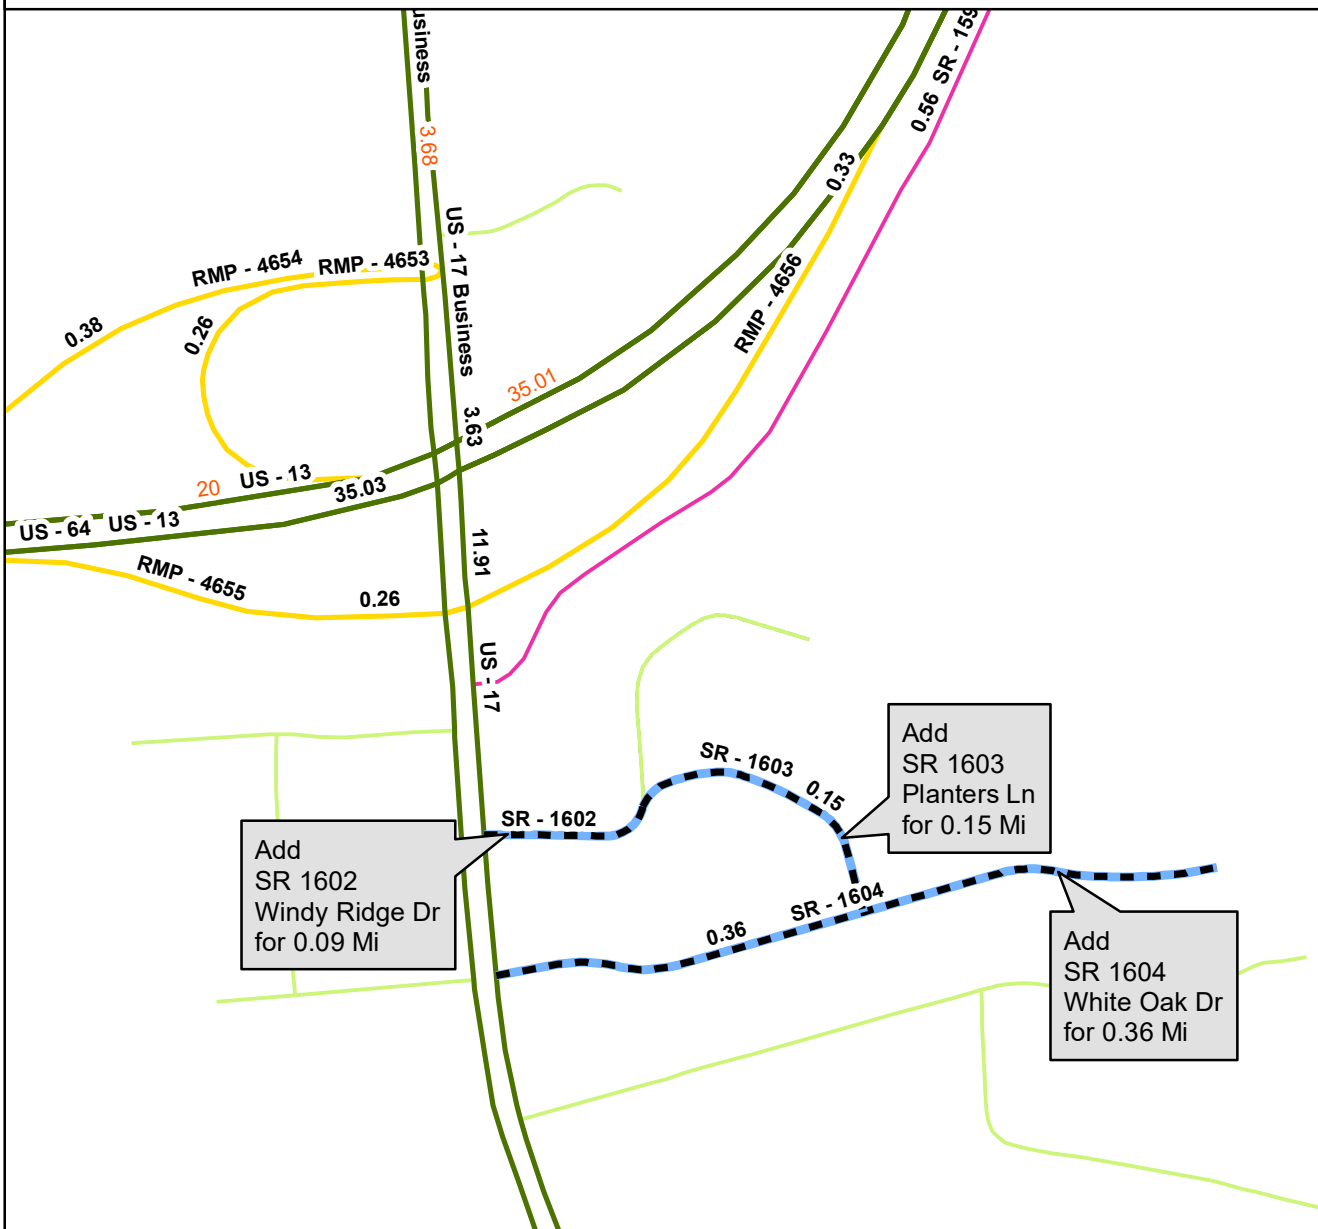 usiness
3.68
US - 17 Business
3.63
11.91
US - 17
SR - 159
0.56
0.33
RMP - 4656
RMP - 4654
RMP - 4653
0.38
0.26
35.01
20
US - 13
35.03
US - 64
US - 13
RMP - 4655
0.26
SR - 1603
0.15
SR - 1602
SR - 1604
0.36
Add
SR 1603
Planters Ln
for 0.15 Mi
Add
SR 1602
Windy Ridge Dr
for 0.09 Mi
Add
SR 1604
White Oak Dr
for 0.36 Mi